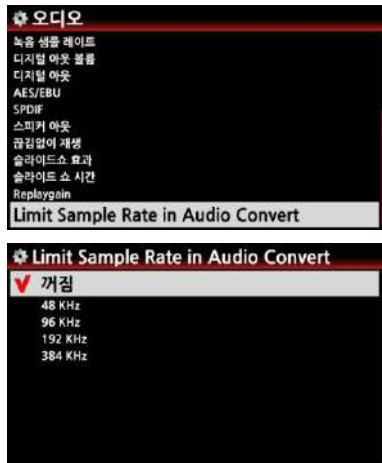 오디오
녹음 샘플 레이트
디지털 아웃 볼륨
디지털 아웃
AES/EBU
SPDIF
스피커 아웃
끊김없이 재생
슬라이드쇼 효과
슬라이드 쇼 시간
Replaygain
Limit Sample Rate in Audio Convert
Limit Sample Rate in Audio Convert
꺼짐
48 KHz
96 KHz
192 KHz
384 KHz